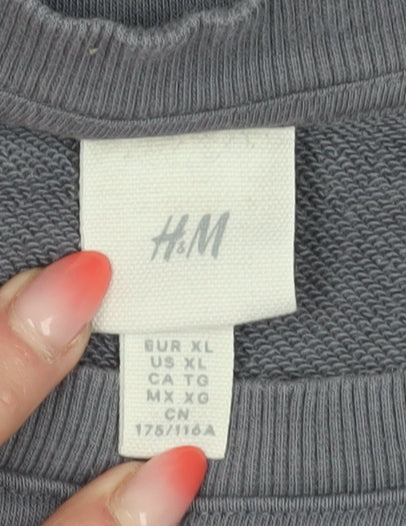 H&M
EUR XL
US XL
CA TG
MX XG
CN
175/116A